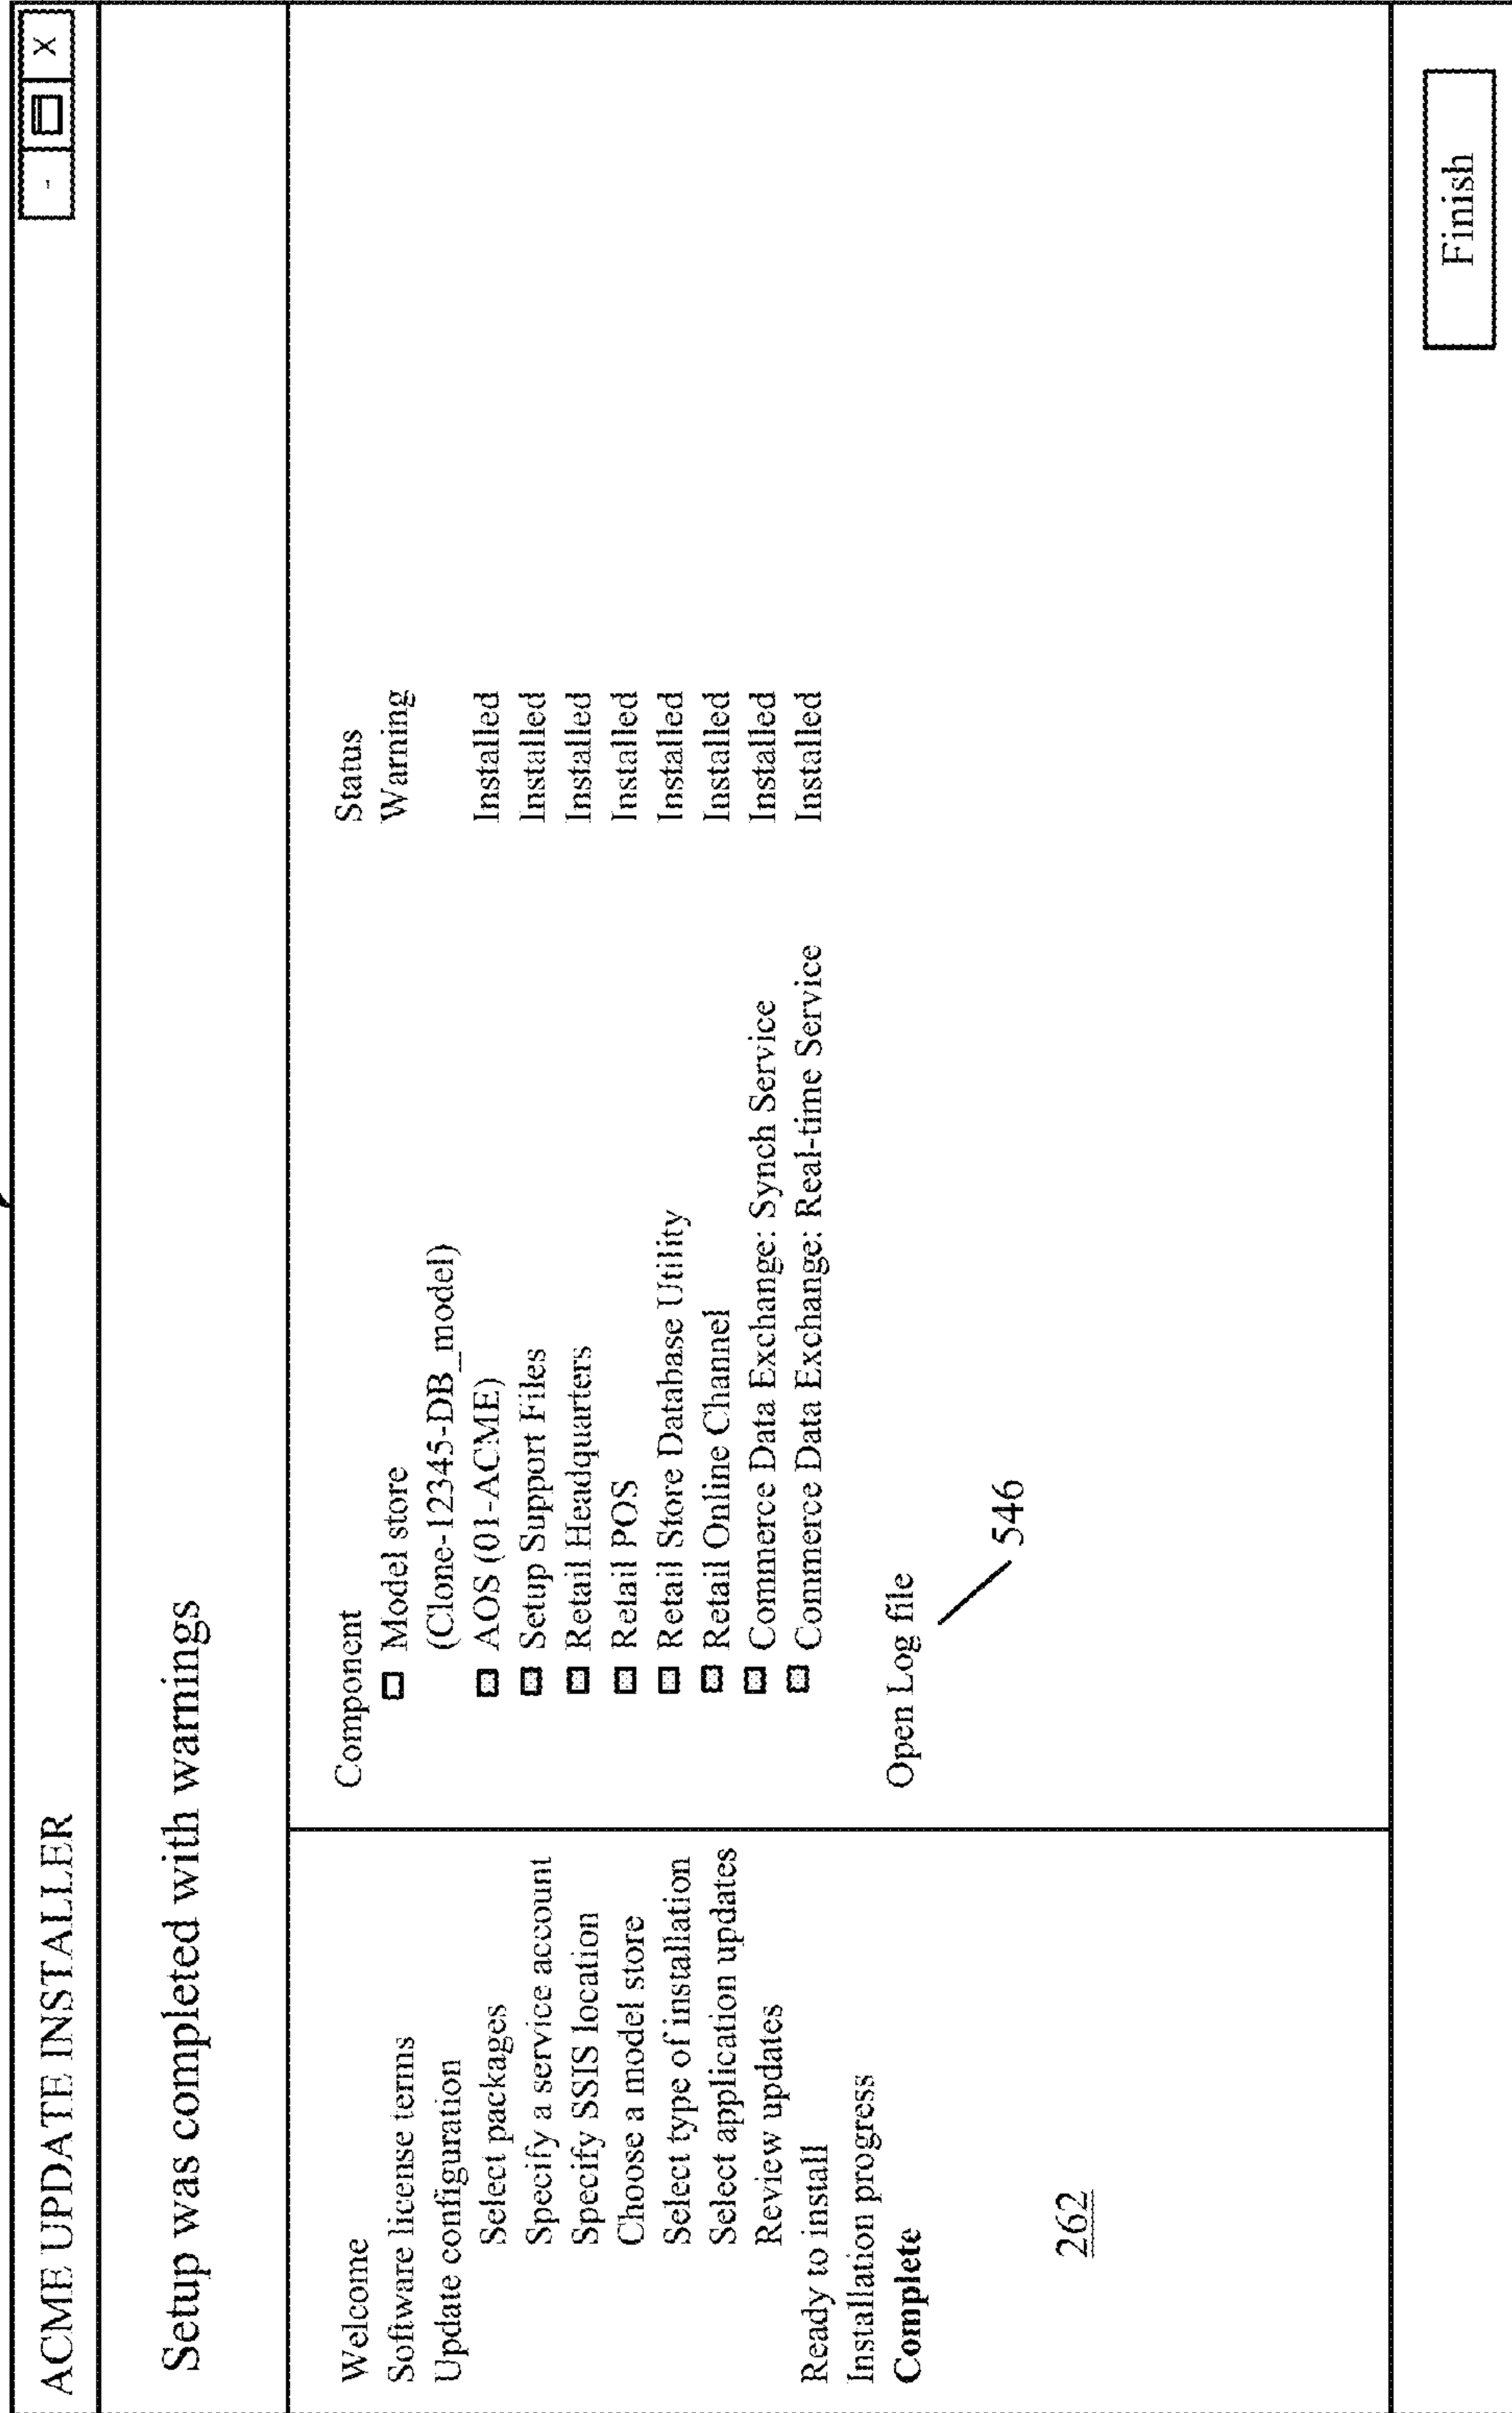 ACME UPDATE INSTALLER
- X
Setup was completed with warnings
Welcome
Software license terms
Update configuration
Select packages
Specify a service account
Specify SSIS location
Choose a model store
Select type of installation
Select application updates
Review updates
Ready to install
Installation progress
Complete
262
Component Status
Model store Warning
(Clone-12345-DB_model)
AOS (01-ACME) Installed
Setup Support Files Installed
Retail Headquarters Installed
Retail POS Installed
Retail Store Database Utility Installed
Retail Online Channel Installed
Commerce Data Exchange: Synch Service Installed
Commerce Data Exchange: Real-time Service Installed
Open Log file
546
Finish